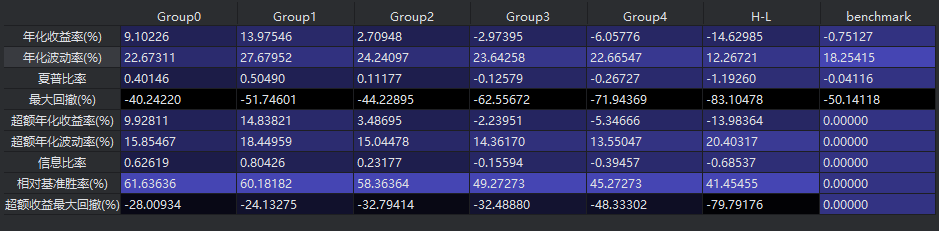 Group0 Group1 Group2 Group3 Group4 H-L benchmark
年化收益率(%) 9.10226 13.97546 2.70948 -2.97395 -6.05776 -14.62985 -0.75127
年化波动率(%) 22.67311 27.67952 24.24097 23.64258 22.66547 12.26721 18.25415
夏普比率 0.40146 0.50490 0.11177 -0.12579 -0.26727 -1.19260 -0.04116
最大回撤(%) -40.24220 -51.74601 -44.22895 -62.55672 -71.94369 -83.10478 -50.14118
超额年化收益率(%) 9.92811 14.83821 3.48695 -2.23951 -5.34666 -13.98364 0.00000
超额年化波动率(%) 15.85467 18.44959 15.04478 14.36170 13.55047 20.40317 0.00000
信息比率 0.62619 0.80426 0.23177 -0.15594 -0.39457 -0.68537 0.00000
相对基准胜率(%) 61.63636 60.18182 58.36364 49.27273 45.27273 41.45455 0.00000
超额收益最大回撤(%) -28.00934 -24.13275 -32.79414 -32.48880 -48.33302 -79.79176 0.00000